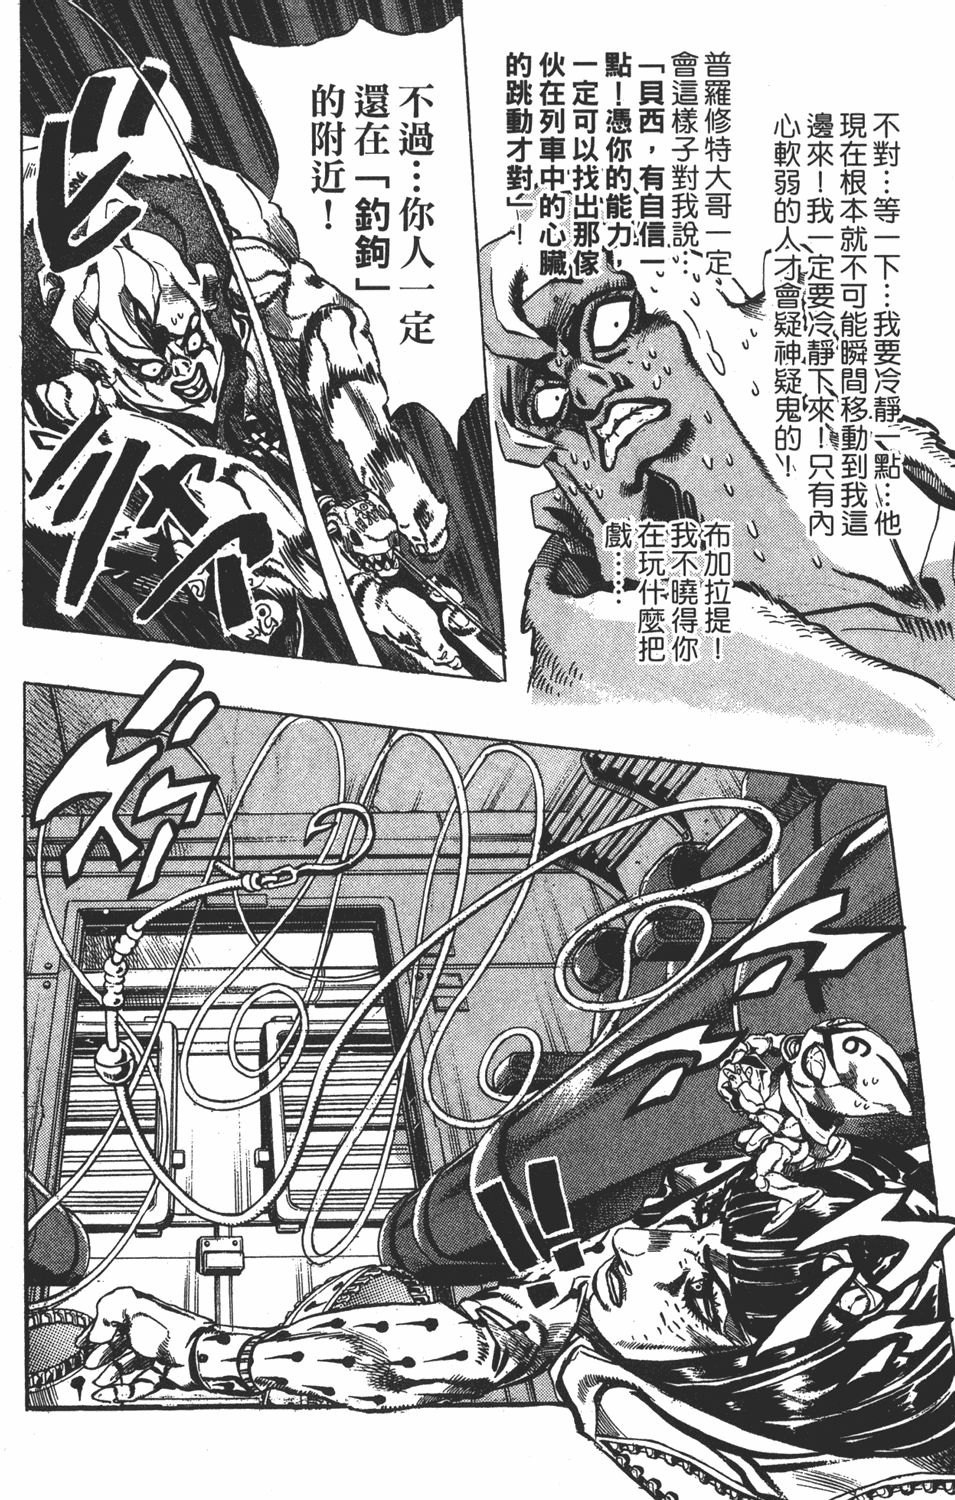 不對…等一下…我要冷靜一點…他
現在根本就不可能瞬間移動到我這
邊來！我一定要冷靜下來！只有內
心軟弱的人才會疑神疑鬼的！
普羅修特大哥一定
會這樣子對我說…
「貝西，有自信一
點！憑你的能力，
一定可以找出那傢
伙在列車中的心臟
的跳動才對」！
布加拉提！
我不曉得你
在玩什麼把
戲……
不過…你人一定
還在「釣鉤」
的附近！
6